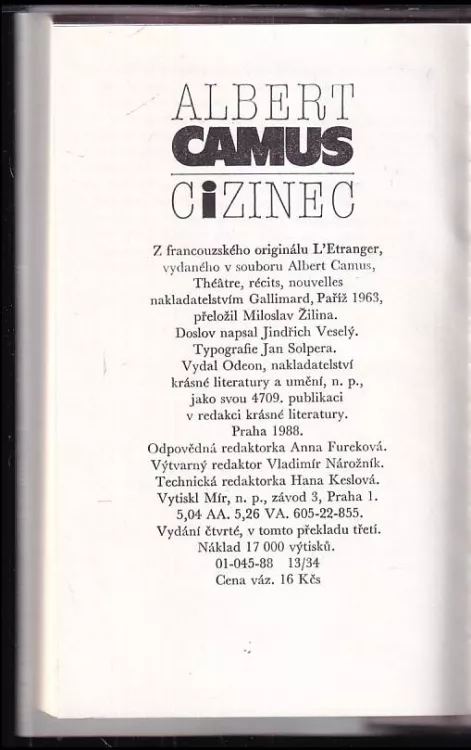 ALBERT
CAMUS
CiZINEC
Z francouzského originálu L'Etranger,
vydaného v souboru Albert Camus,
Théâtre, récits, nouvelles
nakladatelstvím Gallimard, Paříž 1963,
přeložil Miloslav Žilina.
Doslov napsal Jindřich Veselý.
Typografie Jan Solpera.
Vydal Odeon, nakladatelství
krásné literatury a umění, n. p.,
jako svou 4709. publikaci
v redakci krásné literatury.
Praha 1988.
Odpovědná redaktorka Anna Fureková.
Výtvarný redaktor Vladimír Nárožník.
Technická redaktorka Hana Keslová.
Vytiskl Mír, n. p., závod 3, Praha 1.
5,04 AA. 5,26 VA. 605-22-855.
Vydání čtvrté, v tomto překladu třetí.
Náklad 17 000 výtisků.
01-045-88 13/34
Cena váz. 16 Kčs